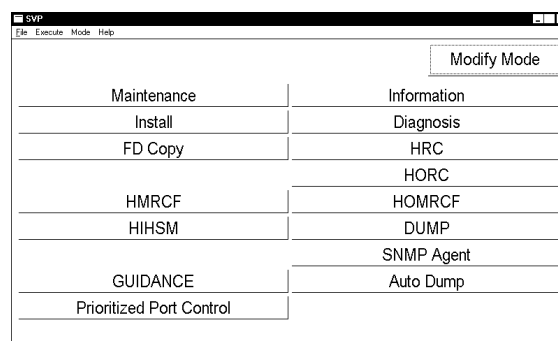 SVP
File Execute Mode Help
Modify Mode
Maintenance Information
Install Diagnosis
FD Copy HRC
HORC
HMRCF HOMRCF
HIHSM DUMP
SNMP Agent
GUIDANCE Auto Dump
Prioritized Port Control